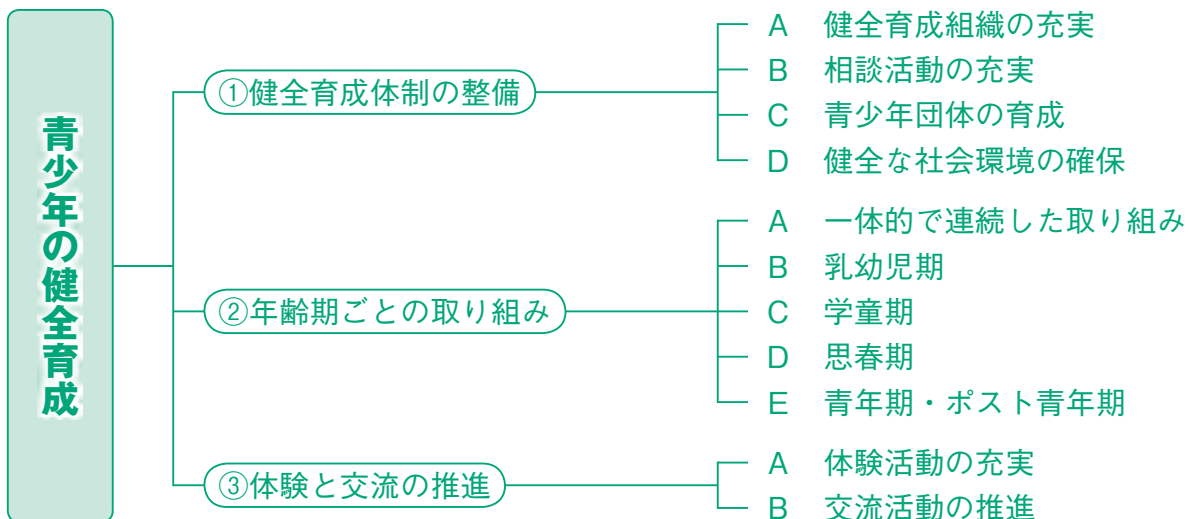 青少年の健全育成
①健全育成体制の整備
A 健全育成組織の充実
B 相談活動の充実
C 青少年団体の育成
D 健全な社会環境の確保
②年齢期ごとの取り組み
A 一体的で連続した取り組み
B 乳幼児期
C 学童期
D 思春期
E 青年期・ポスト青年期
③体験と交流の推進
A 体験活動の充実
B 交流活動の推進